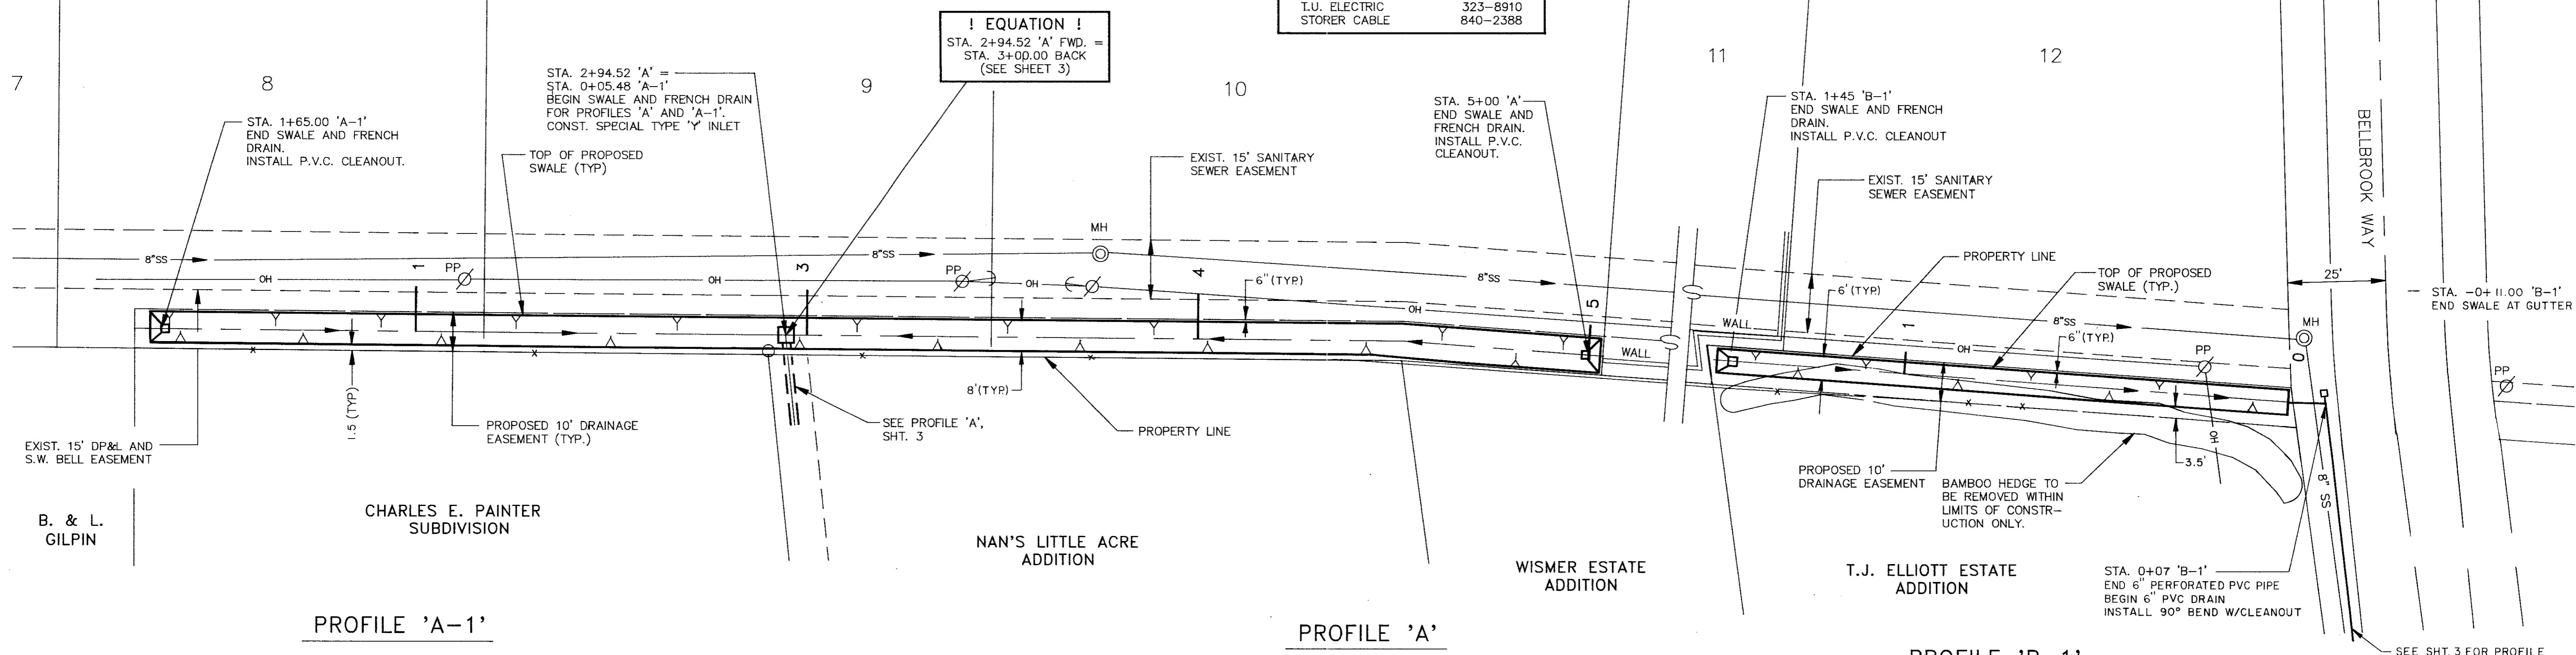 T.U. ELECTRIC 323-8910
STORER CABLE 840-2388
! EQUATION !
STA. 2+94.52 'A' FWD. =
STA. 3+00.00 BACK
(SEE SHEET 3)
7
8
9
10
11
12
STA. 1+65.00 'A-1'
END SWALE AND FRENCH
DRAIN.
INSTALL P.V.C. CLEANOUT.
STA. 2+94.52 'A' =
STA. 0+05.48 'A-1'
BEGIN SWALE AND FRENCH DRAIN
FOR PROFILES 'A' AND 'A-1'.
CONST. SPECIAL TYPE 'Y' INLET
TOP OF PROPOSED
SWALE (TYP)
EXIST. 15' SANITARY
SEWER EASEMENT
STA. 5+00 'A'
END SWALE AND
FRENCH DRAIN.
INSTALL P.V.C.
CLEANOUT.
STA. 1+45 'B-1'
END SWALE AND FRENCH
DRAIN.
INSTALL P.V.C. CLEANOUT
EXIST. 15' SANITARY
SEWER EASEMENT
PROPERTY LINE
TOP OF PROPOSED
SWALE (TYP.)
BELLBROOK WAY
25'
STA. -0+11.00 'B-1'
END SWALE AT GUTTER
8"SS
8"SS
MH
8"SS
8"SS
MH
OH
PP
OH
PP
OH
OH
OH
PP
PP
OH
1
3
4
5
1
0
6" (TYP.)
6' (TYP.)
6" (TYP.)
WALL
WALL
1.5 (TYP.)
8' (TYP.)
3.5'
8" SS
EXIST. 15' DP&L AND
S.W. BELL EASEMENT
PROPOSED 10' DRAINAGE
EASEMENT (TYP.)
SEE PROFILE 'A',
SHT. 3
PROPERTY LINE
PROPOSED 10'
DRAINAGE EASEMENT
BAMBOO HEDGE TO
BE REMOVED WITHIN
LIMITS OF CONSTR-
UCTION ONLY.
B. & L.
GILPIN
CHARLES E. PAINTER
SUBDIVISION
NAN'S LITTLE ACRE
ADDITION
WISMER ESTATE
ADDITION
T.J. ELLIOTT ESTATE
ADDITION
STA. 0+07 'B-1'
END 6" PERFORATED PVC PIPE
BEGIN 6" PVC DRAIN
INSTALL 90° BEND W/CLEANOUT
PROFILE 'A-1'
PROFILE 'A'
PROFILE 'B-1'
SEE SHT. 3 FOR PROFILE